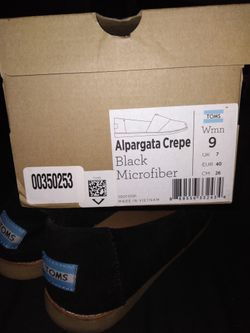 TOMS
Wmn
Alpargata Crepe
9
Black
UK 7
Microfiber
EUR 40
CM 26
00350253
MADE IN VIETNAM
TOMS
TOMS